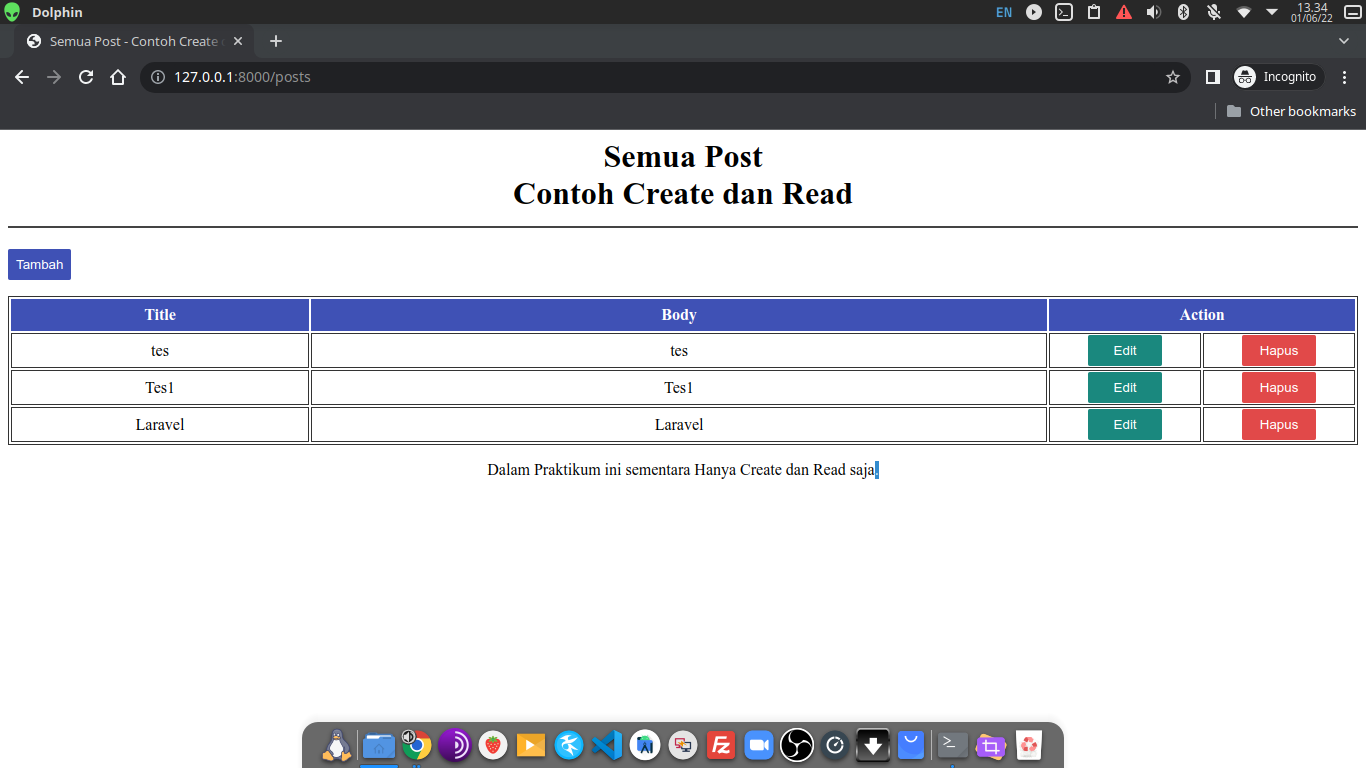 Dolphin
EN
13.34
01/06/22
Semua Post - Contoh Create
127.0.0.1:8000/posts
Incognito
Other bookmarks
Semua Post
Contoh Create dan Read
Tambah
Title Body Action
tes tes Edit Hapus
Tes1 Tes1 Edit Hapus
Laravel Laravel Edit Hapus
Dalam Praktikum ini sementara Hanya Create dan Read saja.